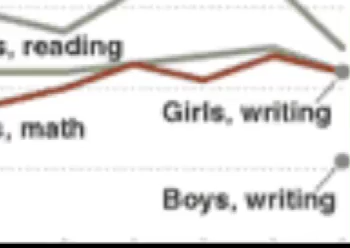 s, reading
Girls, writing
s, math
Boys, writing